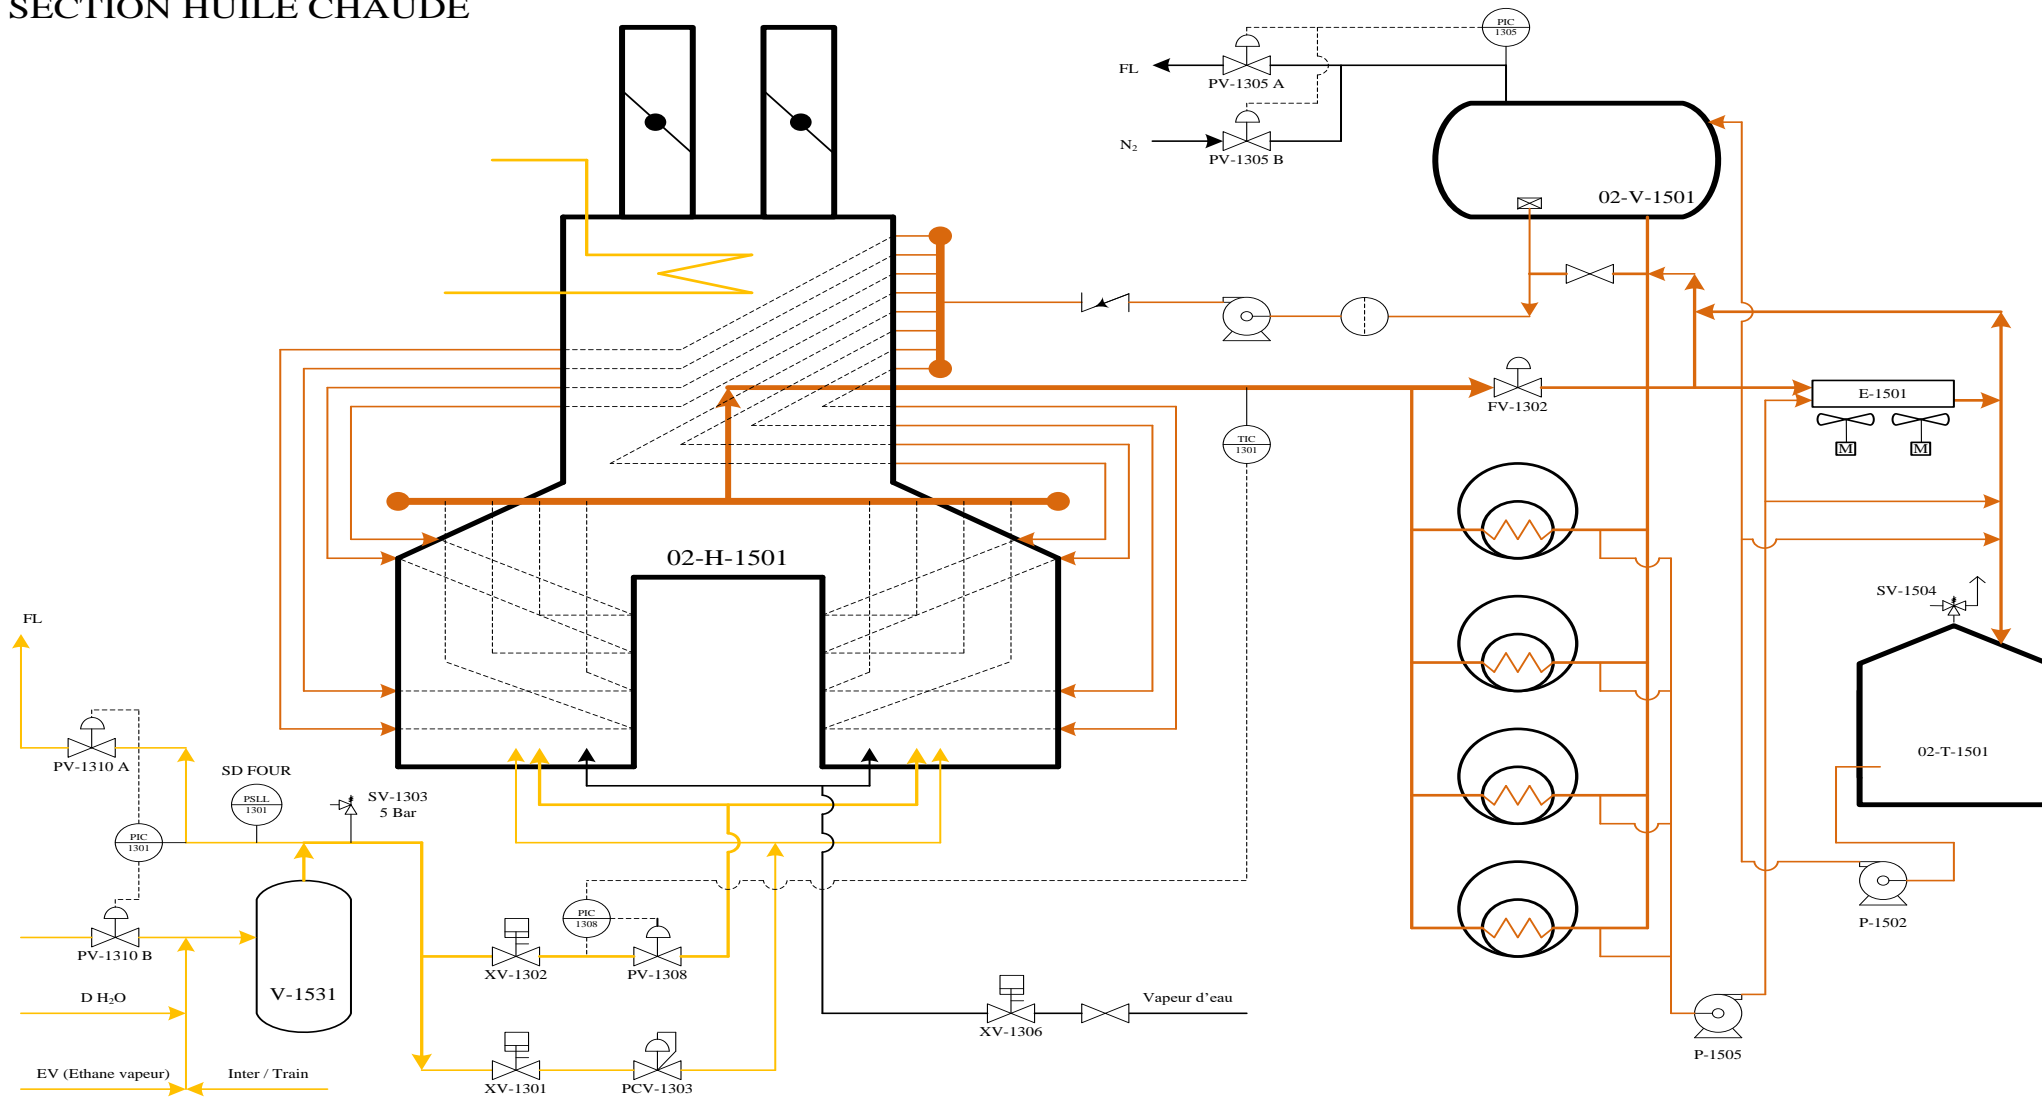 SECTION HUILE CHAUDE
PIC
1305
FL
PV-1305 A
N₂
PV-1305 B
02-V-1501
FV-1302
E-1501
M
M
TIC
1301
02-H-1501
SV-1504
02-T-1501
FL
PV-1310 A
SD FOUR
PSLL
1301
SV-1303
5 Bar
PIC
1301
PV-1310 B
V-1531
D H₂O
EV (Ethane vapeur)
Inter / Train
PIC
1308
XV-1302
PV-1308
XV-1301
PCV-1303
XV-1306
Vapeur d’eau
P-1502
P-1505